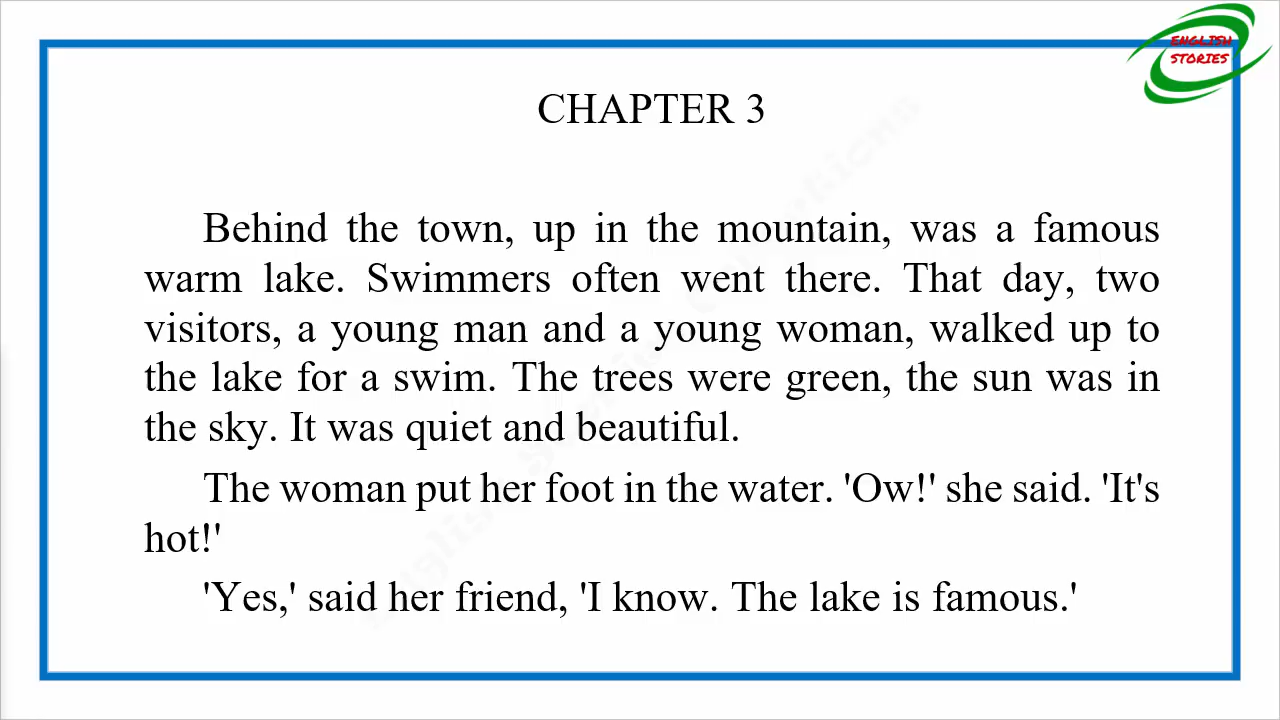 ENGLISH
STORIES
CHAPTER 3
Behind the town, up in the mountain, was a famous
warm lake. Swimmers often went there. That day, two
visitors, a young man and a young woman, walked up to
the lake for a swim. The trees were green, the sun was in
the sky. It was quiet and beautiful.
The woman put her foot in the water. 'Ow!' she said. 'It's
hot!'
'Yes,' said her friend, 'I know. The lake is famous.'